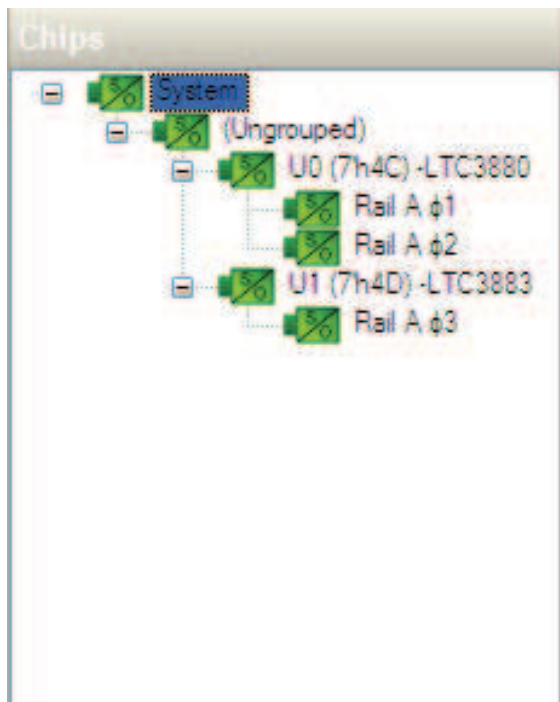 Chips
System
(Ungrouped)
U0 (7h4C) -LTC3880
Rail A ϕ1
Rail A ϕ2
U1 (7h4D) -LTC3883
Rail A ϕ3